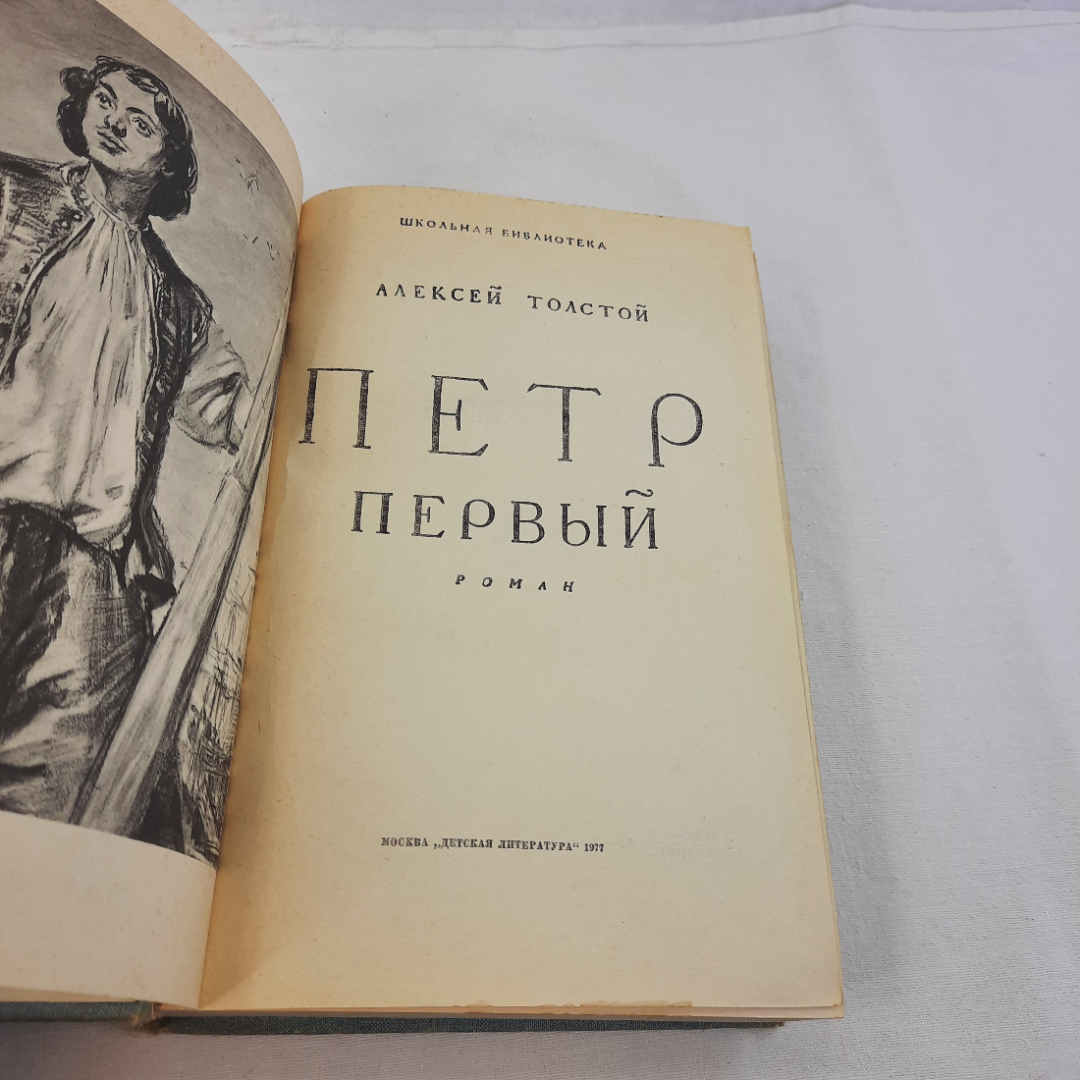 ШКОЛЬНАЯ БИБЛИОТЕКА
АЛЕКСЕЙ ТОЛСТОЙ
ПЕТР
ПЕРВЫЙ
РОМАН
МОСКВА „ДЕТСКАЯ ЛИТЕРАТУРА“ 1977